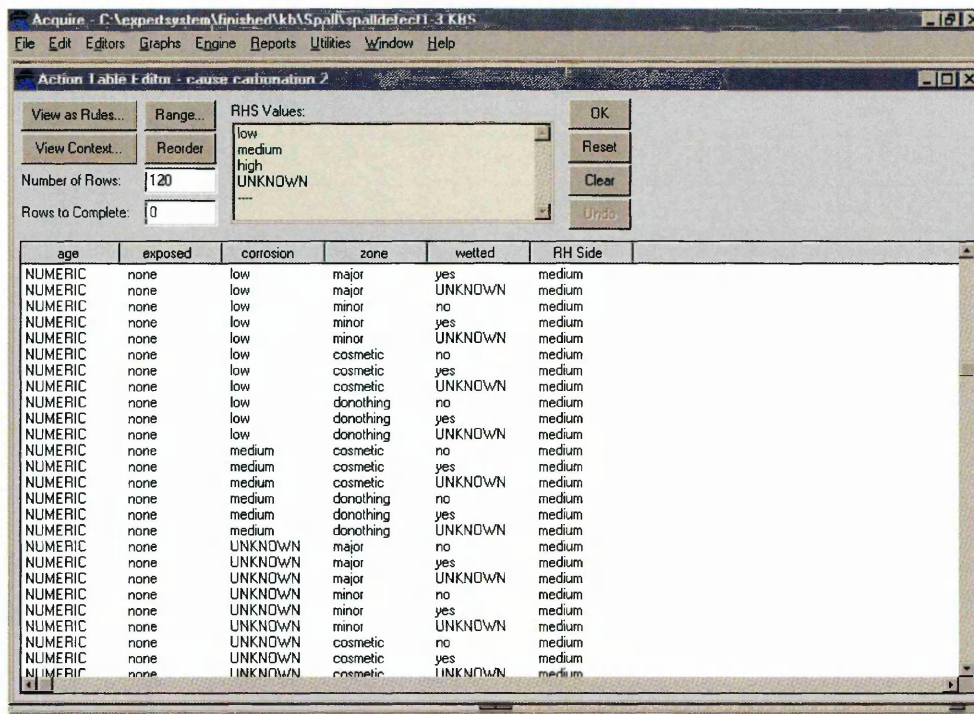 Acquire - C:\expertsystem\finished\kb\Spall\spalldefect1-3 KBS
File Edit Editors Graphs Engine Reports Utilities Window Help
Action Table Editor - cause carbonation 2
View as Rules... Range... RHS Values: OK
low
View Context... Reorder medium Reset
high
Number of Rows: 120 UNKNOWN Clear
----
Rows to Complete: 0 Undo
age exposed corrosion zone wetted RH Side
NUMERIC none low major yes medium
NUMERIC none low major UNKNOWN medium
NUMERIC none low minor no medium
NUMERIC none low minor yes medium
NUMERIC none low minor UNKNOWN medium
NUMERIC none low cosmetic no medium
NUMERIC none low cosmetic yes medium
NUMERIC none low cosmetic UNKNOWN medium
NUMERIC none low donothing no medium
NUMERIC none low donothing yes medium
NUMERIC none low donothing UNKNOWN medium
NUMERIC none medium cosmetic no medium
NUMERIC none medium cosmetic yes medium
NUMERIC none medium cosmetic UNKNOWN medium
NUMERIC none medium donothing no medium
NUMERIC none medium donothing yes medium
NUMERIC none medium donothing UNKNOWN medium
NUMERIC none UNKNOWN major no medium
NUMERIC none UNKNOWN major yes medium
NUMERIC none UNKNOWN major UNKNOWN medium
NUMERIC none UNKNOWN minor no medium
NUMERIC none UNKNOWN minor yes medium
NUMERIC none UNKNOWN minor UNKNOWN medium
NUMERIC none UNKNOWN cosmetic no medium
NUMERIC none UNKNOWN cosmetic yes medium
NUMERIC none UNKNOWN cosmetic UNKNOWN medium